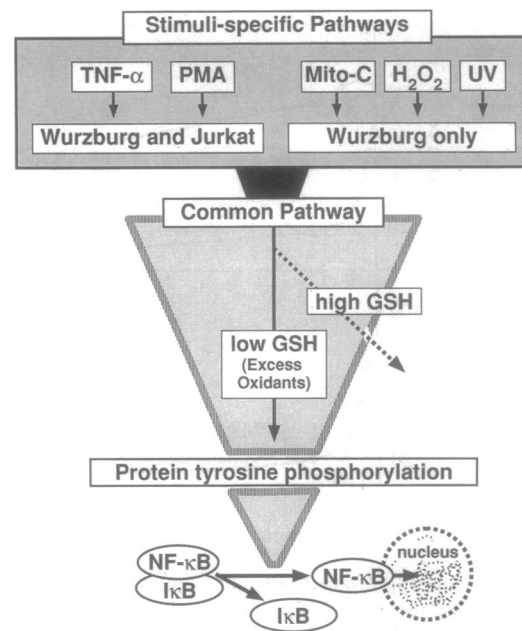 Stimuli-specific Pathways
TNF-α PMA Mito-C H₂O₂ UV
Wurzburg and Jurkat Wurzburg only
Common Pathway
high GSH
low GSH
(Excess
Oxidants)
Protein tyrosine phosphorylation
NF-κB
IκB
IκB
NF-κB
nucleus